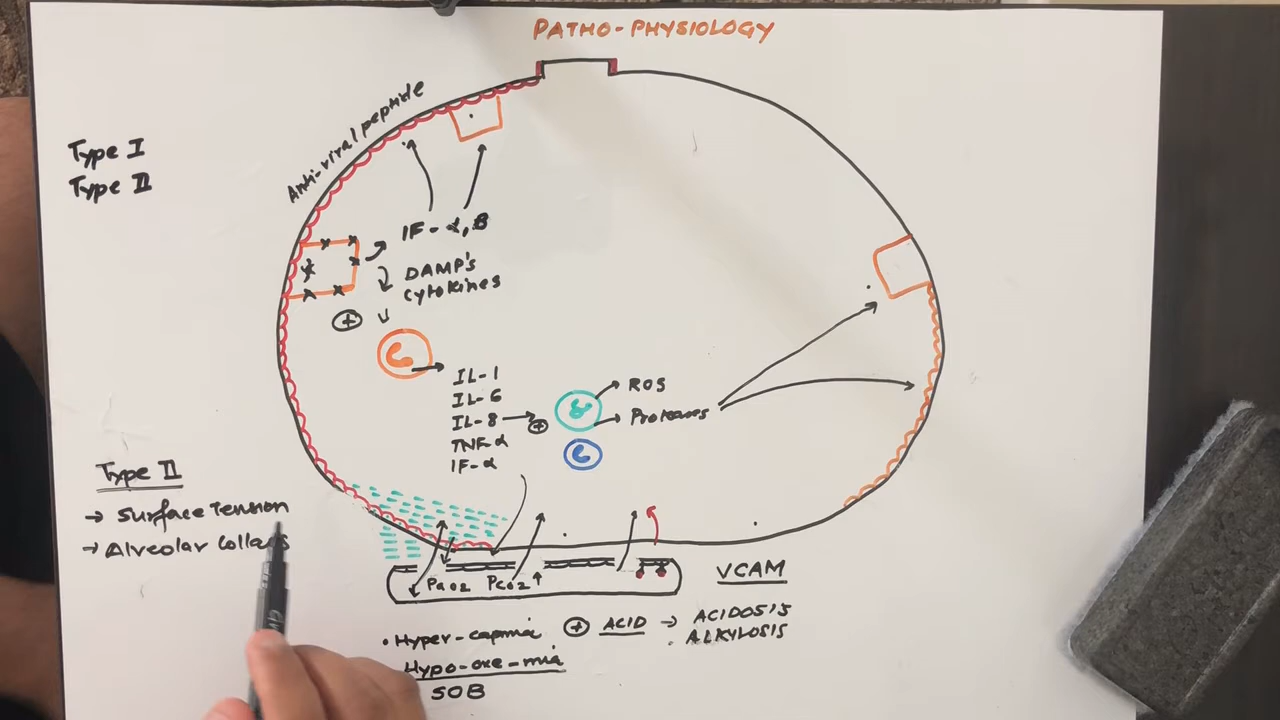 PATHO-PHYSIOLOGY
Anti-viral peptide
Type I
Type II
IF-α,B
DAMP's
Cytokines
+
IL-1
IL-6
IL-8
TNF-α
IF-α
+
ROS
Proteases
Type II
→ Surface Tension
→ Alveolar Collaps
PaO2
PCO2 ↑
VCAM
• Hyper-capnia
Hypo-oxe-mia
SOB
+ ACID → ACIDOSIS
ALKYLOSIS